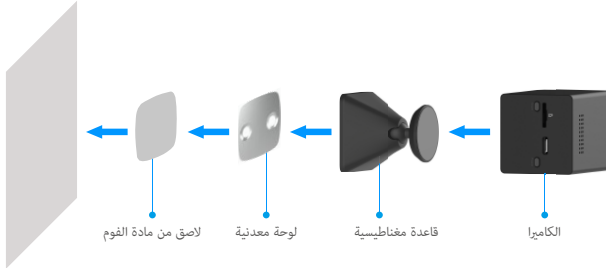 الكاميرا
قاعدة مغناطيسية
لوحة معدنية
لاصق من مادة الفوم